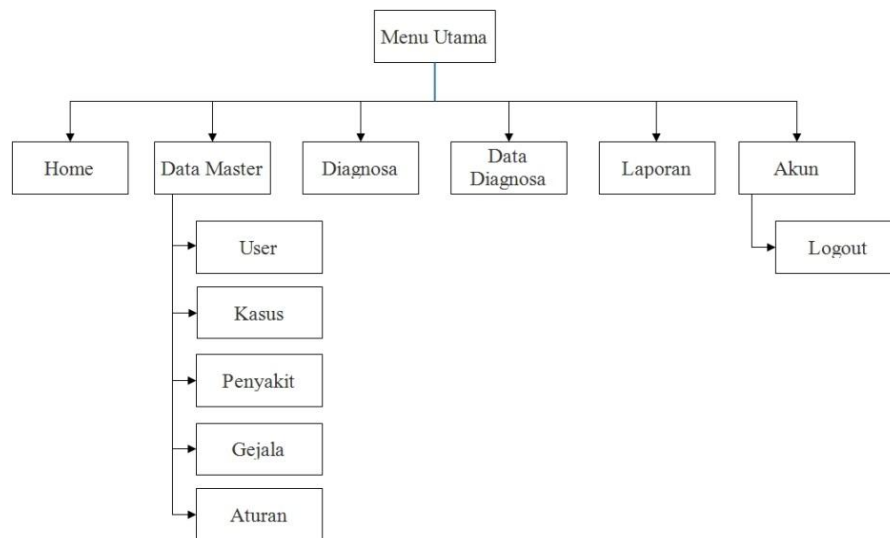 Menu Utama
Home
Data Master
Diagnosa
Data
Diagnosa
Laporan
Akun
User
Logout
Kasus
Penyakit
Gejala
Aturan